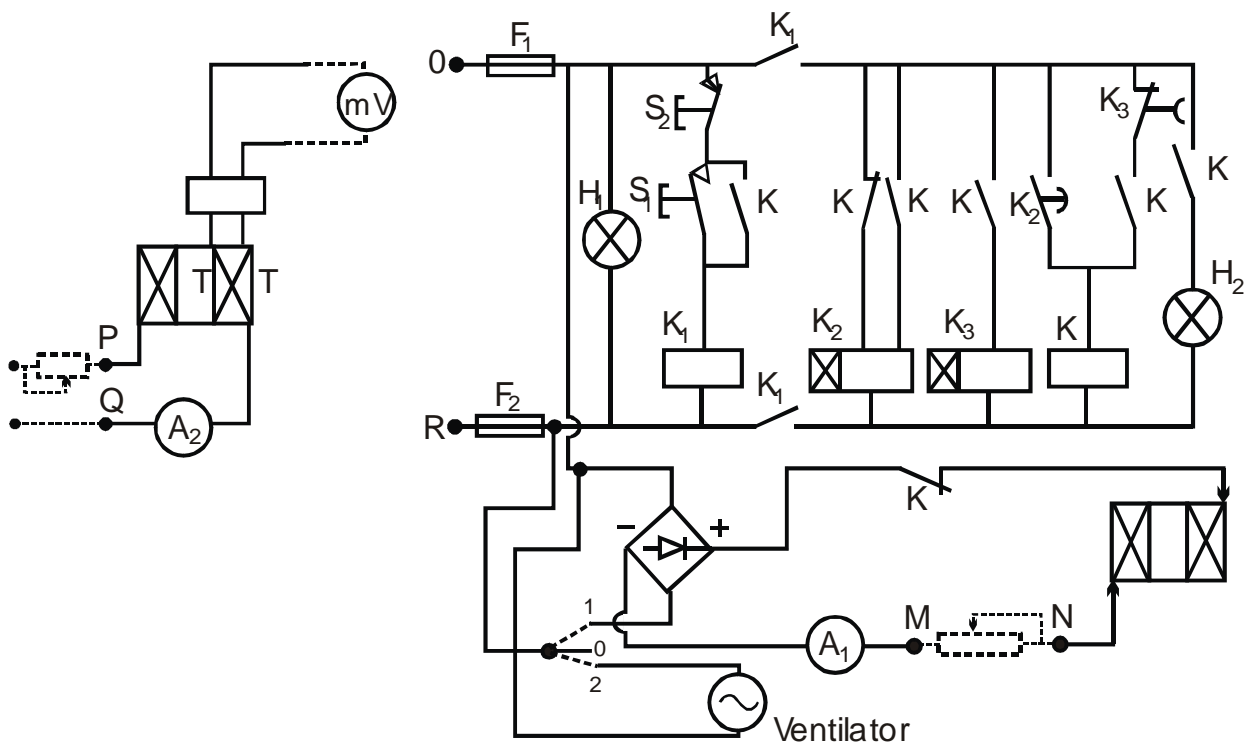 K₁
F₁
0
mV
K₃
S₂
K
S₁
K
H₁
K
K
K
K₂
K
H₂
T
T
P
K₁
K₂
K₃
K
Q
A₂
F₂
K₁
R
K
− +
1
0
2
M
N
A₁
Ventilator